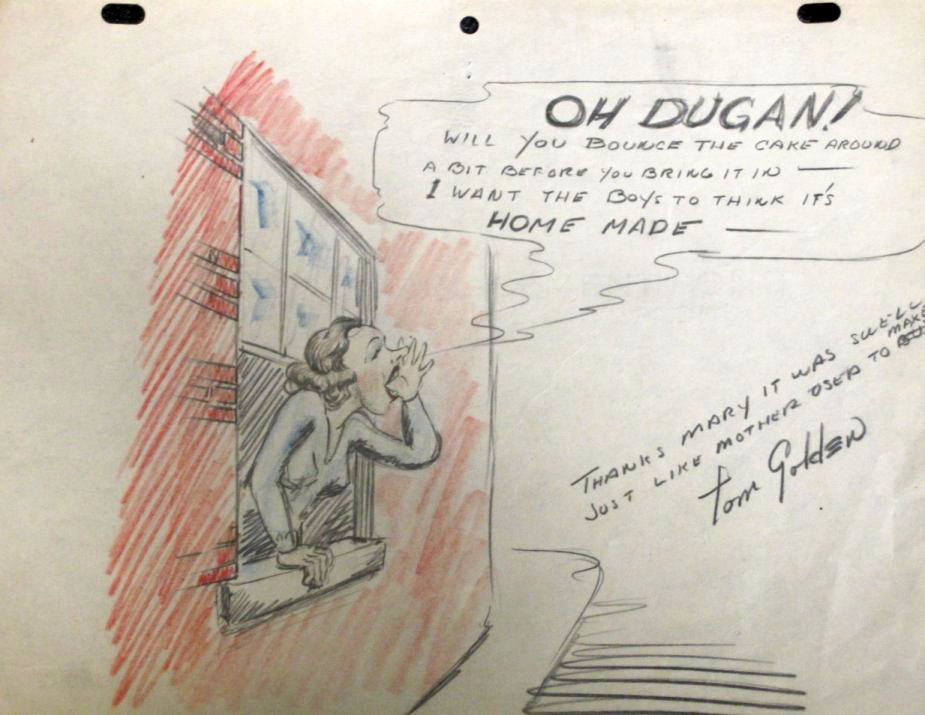 OH DUGAN!
WILL YOU BOUNCE THE CAKE AROUND
A BIT BEFORE YOU BRING IT IN —
I WANT THE BOYS TO THINK IT'S
HOME MADE —
THANKS MARY IT WAS SWELL
JUST LIKE MOTHER USED TO MAKE
Tom Golden